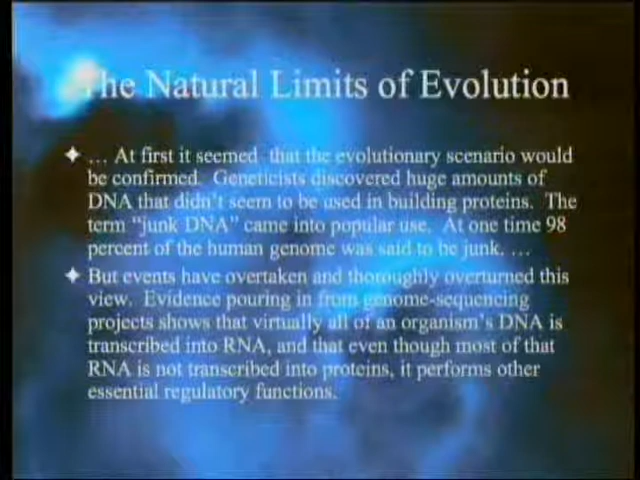 The Natural Limits of Evolution
… At first it seemed that the evolutionary scenario would
be confirmed. Geneticists discovered huge amounts of
DNA that didn't seem to be used in building proteins. The
term "junk DNA" came into popular use. At one time 98
percent of the human genome was said to be junk. …
But events have overtaken and thoroughly overturned this
view. Evidence pouring in from genome-sequencing
projects shows that virtually all of an organism's DNA is
transcribed into RNA, and that even though most of that
RNA is not transcribed into proteins, it performs other
essential regulatory functions.